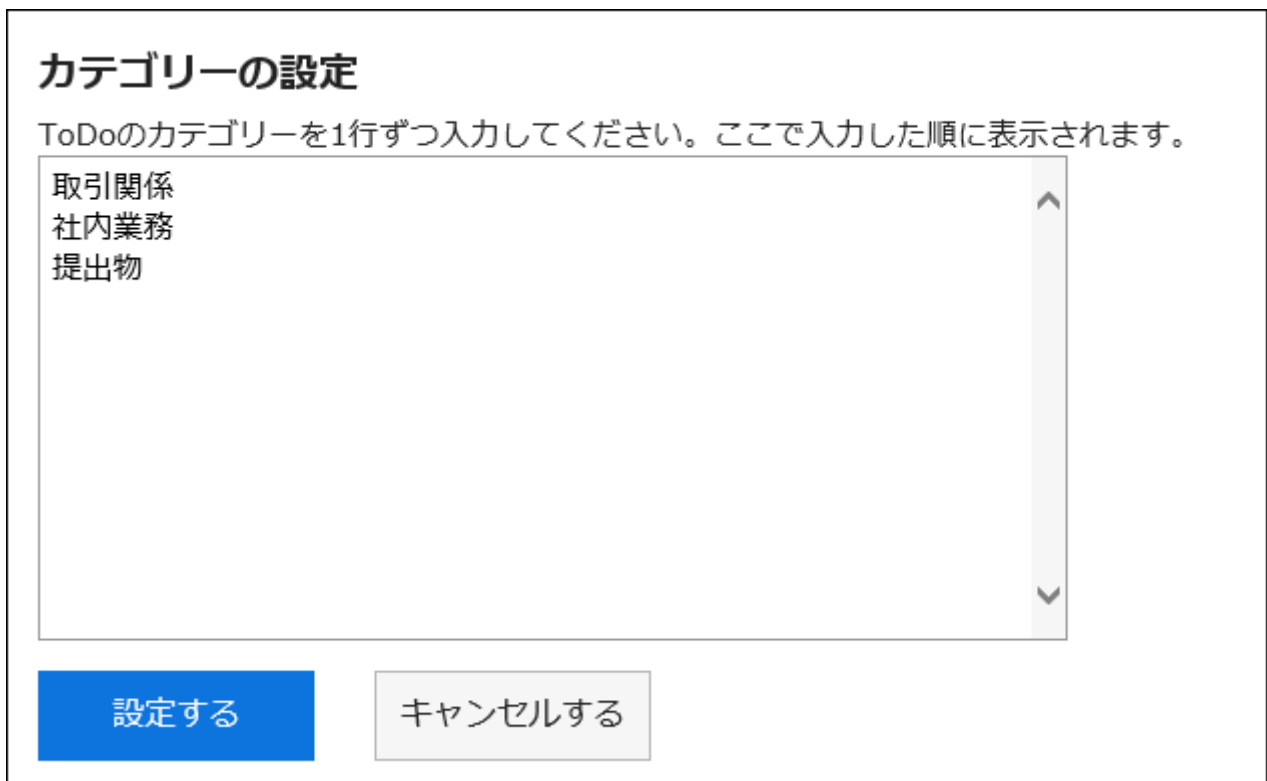 カテゴリーの設定
ToDoのカテゴリーを1行ずつ入力してください。ここで入力した順に表示されます。
取引関係
社内業務
提出物
設定する
キャンセルする